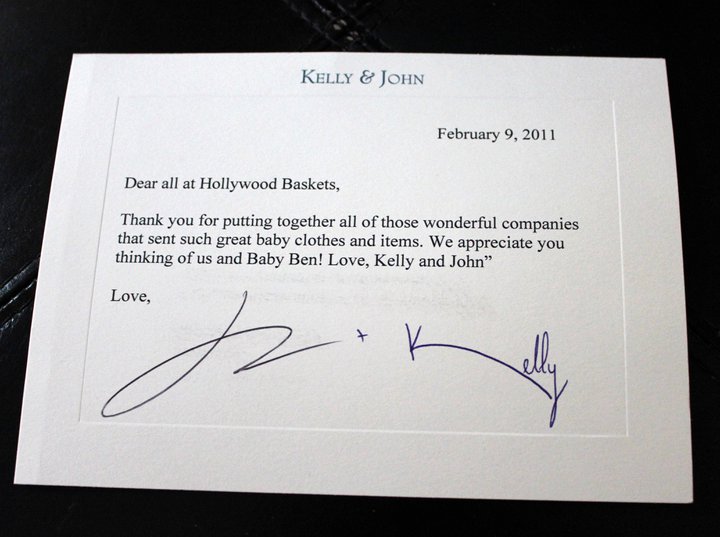 KELLY & JOHN
February 9, 2011
Dear all at Hollywood Baskets,
Thank you for putting together all of those wonderful companies
that sent such great baby clothes and items. We appreciate you
thinking of us and Baby Ben! Love, Kelly and John”
Love,
+ Kelly